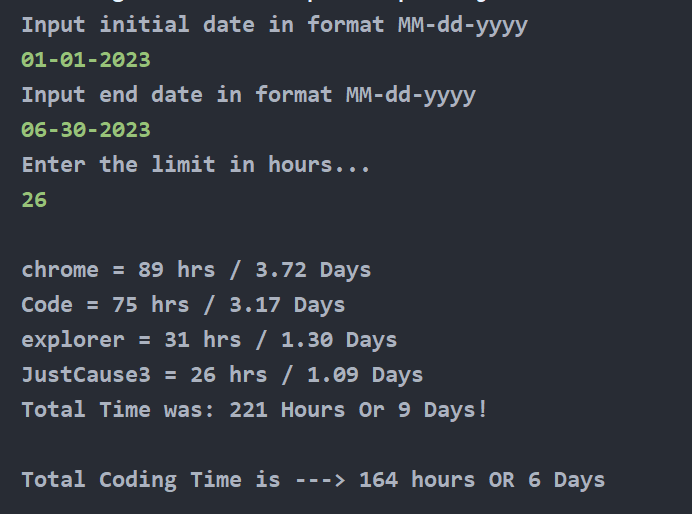 Input initial date in format MM-dd-yyyy
01-01-2023
Input end date in format MM-dd-yyyy
06-30-2023
Enter the limit in hours...
26
chrome = 89 hrs / 3.72 Days
Code = 75 hrs / 3.17 Days
explorer = 31 hrs / 1.30 Days
JustCause3 = 26 hrs / 1.09 Days
Total Time was: 221 Hours Or 9 Days!
Total Coding Time is ---> 164 hours OR 6 Days